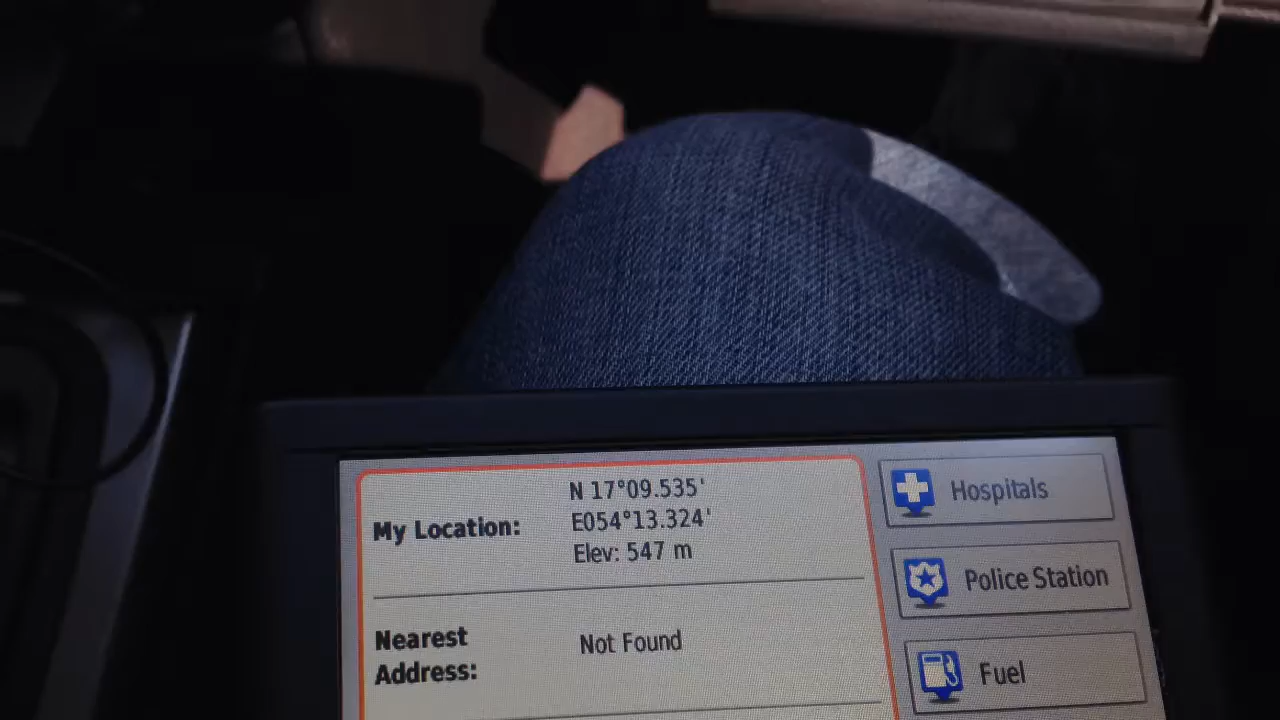 My Location:
N 17°09.535'
E054°13.324'
Elev: 547 m
Nearest
Address:
Not Found
Hospitals
Police Station
Fuel